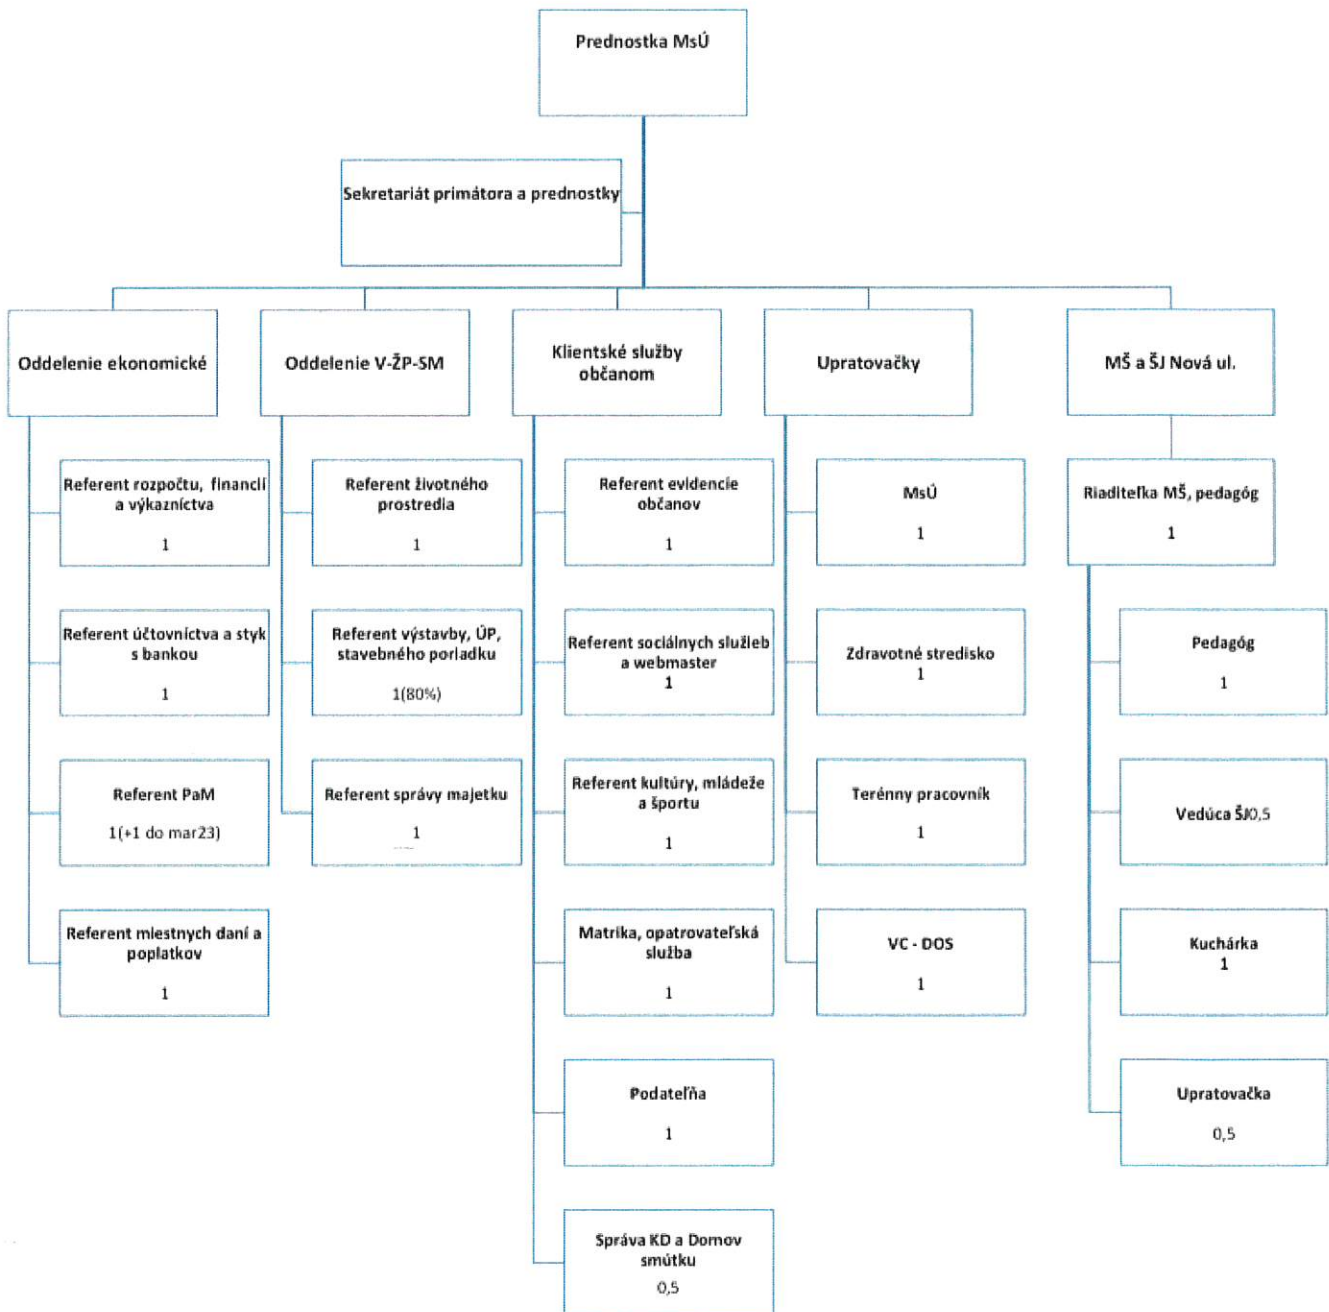 Prednostka MsÚ
Sekretariát primátora a prednostky
Oddelenie ekonomické
Oddelenie V-ŽP-SM
Klientské služby
občanom
Upratovačky
MŠ a ŠJ Nová ul.
Referent rozpočtu, financií
a výkazníctva
1
Referent účtovníctva a styk
s bankou
1
Referent PaM
1(+1 do mar23)
Referent miestnych daní a
poplatkov
1
Referent životného
prostredia
1
Referent výstavby, ÚP,
stavebného poriadku
1(80%)
Referent správy majetku
1
Referent evidencie
občanov
1
Referent sociálnych služieb
a webmaster
1
Referent kultúry, mládeže
a športu
1
Matrika, opatrovateľská
služba
1
Podateľňa
1
Správa KD a Domov
smútku
0,5
MsÚ
1
Zdravotné stredisko
1
Terénny pracovník
1
VC - DOS
1
Riaditeľka MŠ, pedagóg
1
Pedagóg
1
Vedúca ŠJ0,5
Kuchárka
1
Upratovačka
0,5